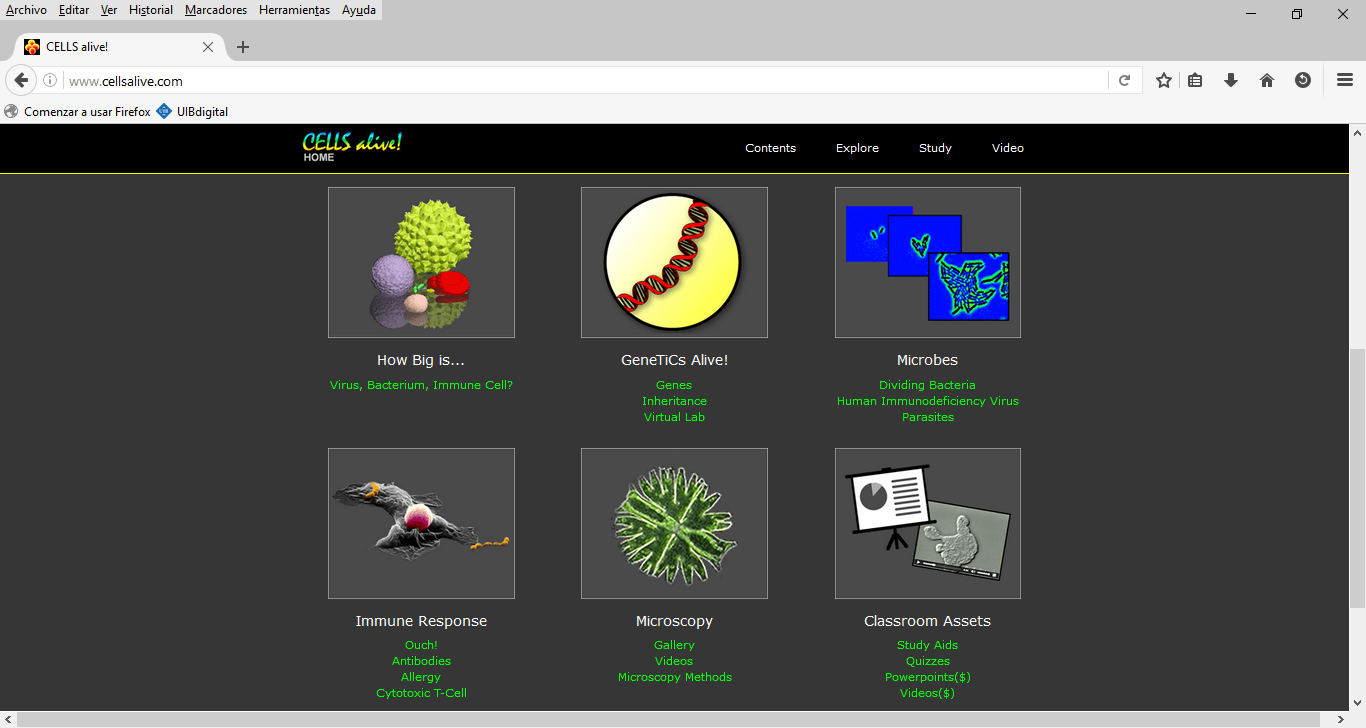 Archivo Editar Ver Historial Marcadores Herramientas Ayuda
CELLS alive!
www.cellsalive.com
Comenzar a usar Firefox UIBdigital
CELLS alive!
HOME
Contents Explore Study Video
How Big is...
Virus, Bacterium, Immune Cell?
GeneTiCs Alive!
Genes
Inheritance
Virtual Lab
Microbes
Dividing Bacteria
Human Immunodeficiency Virus
Parasites
Immune Response
Ouch!
Antibodies
Allergy
Cytotoxic T-Cell
Microscopy
Gallery
Videos
Microscopy Methods
Classroom Assets
Study Aids
Quizzes
Powerpoints($)
Videos($)